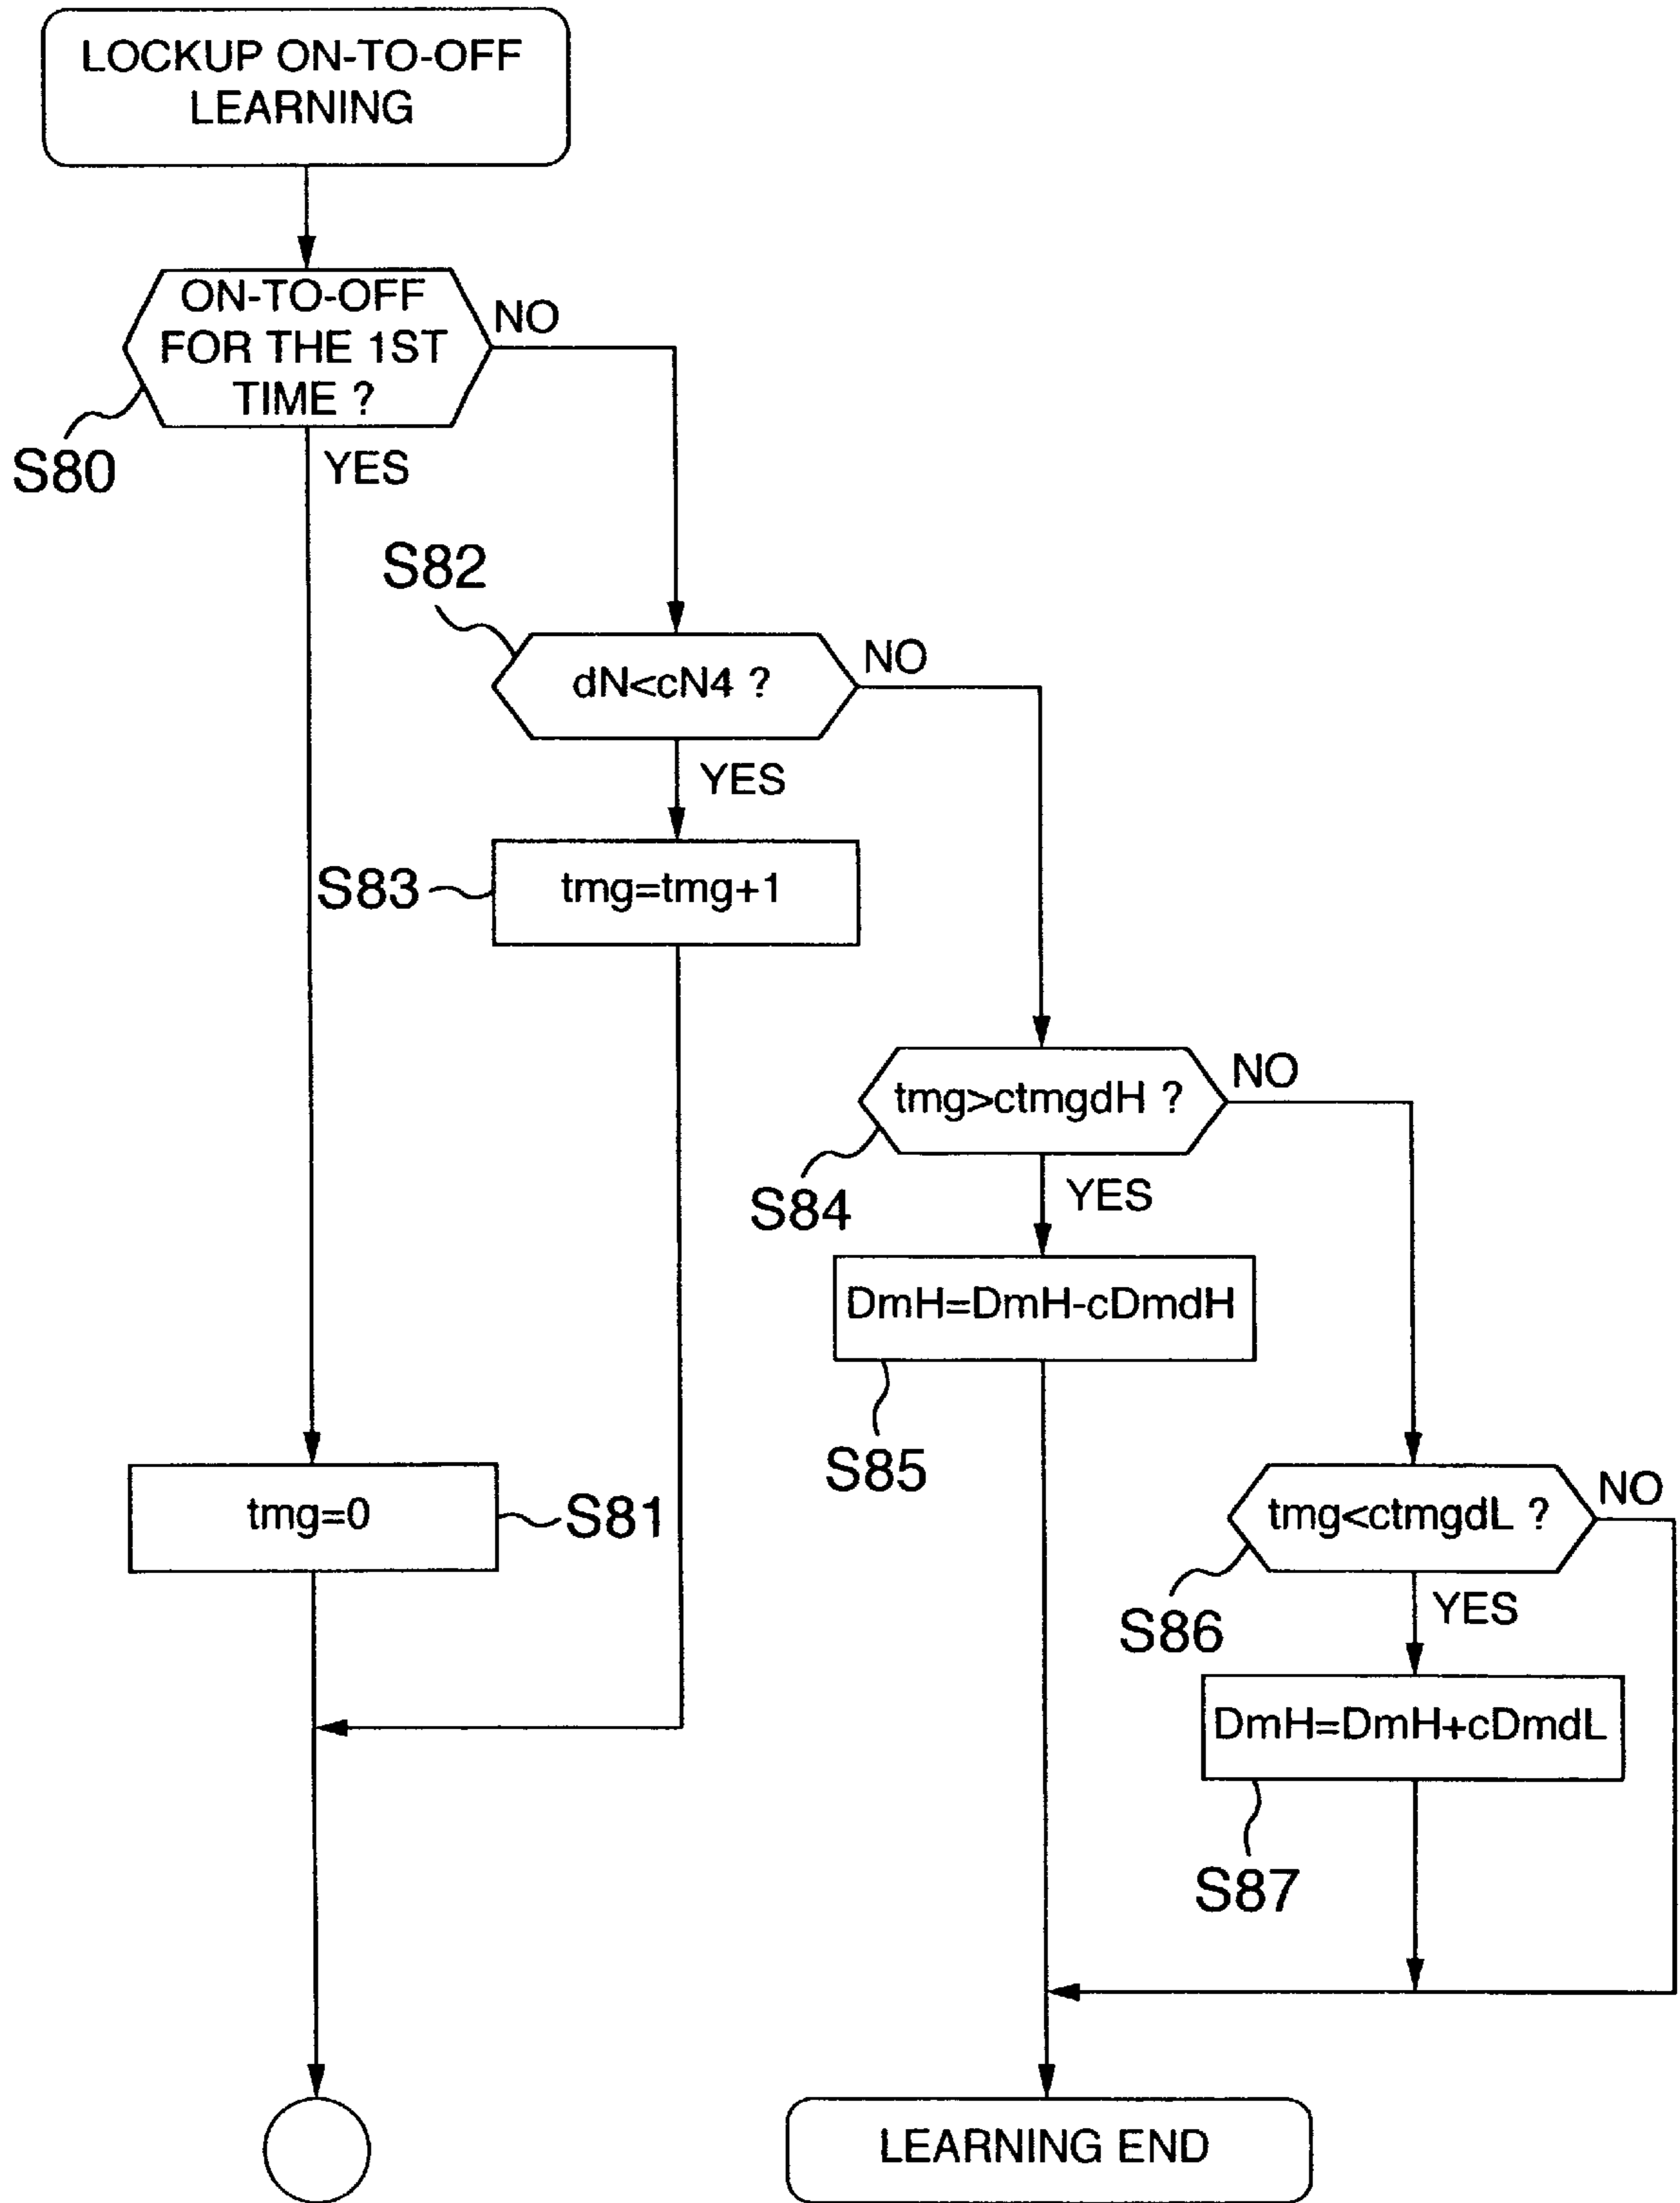 LOCKUP ON-TO-OFF
LEARNING
ON-TO-OFF
FOR THE 1ST
TIME ?
NO
S80
YES
S82
dN<cN4 ?
NO
YES
S83
tmg=tmg+1
tmg>ctmgdH ?
NO
S84
YES
DmH=DmH-cDmdH
S85
tmg=0
S81
tmg<ctmgdL ?
NO
S86
YES
DmH=DmH+cDmdL
S87
LEARNING END